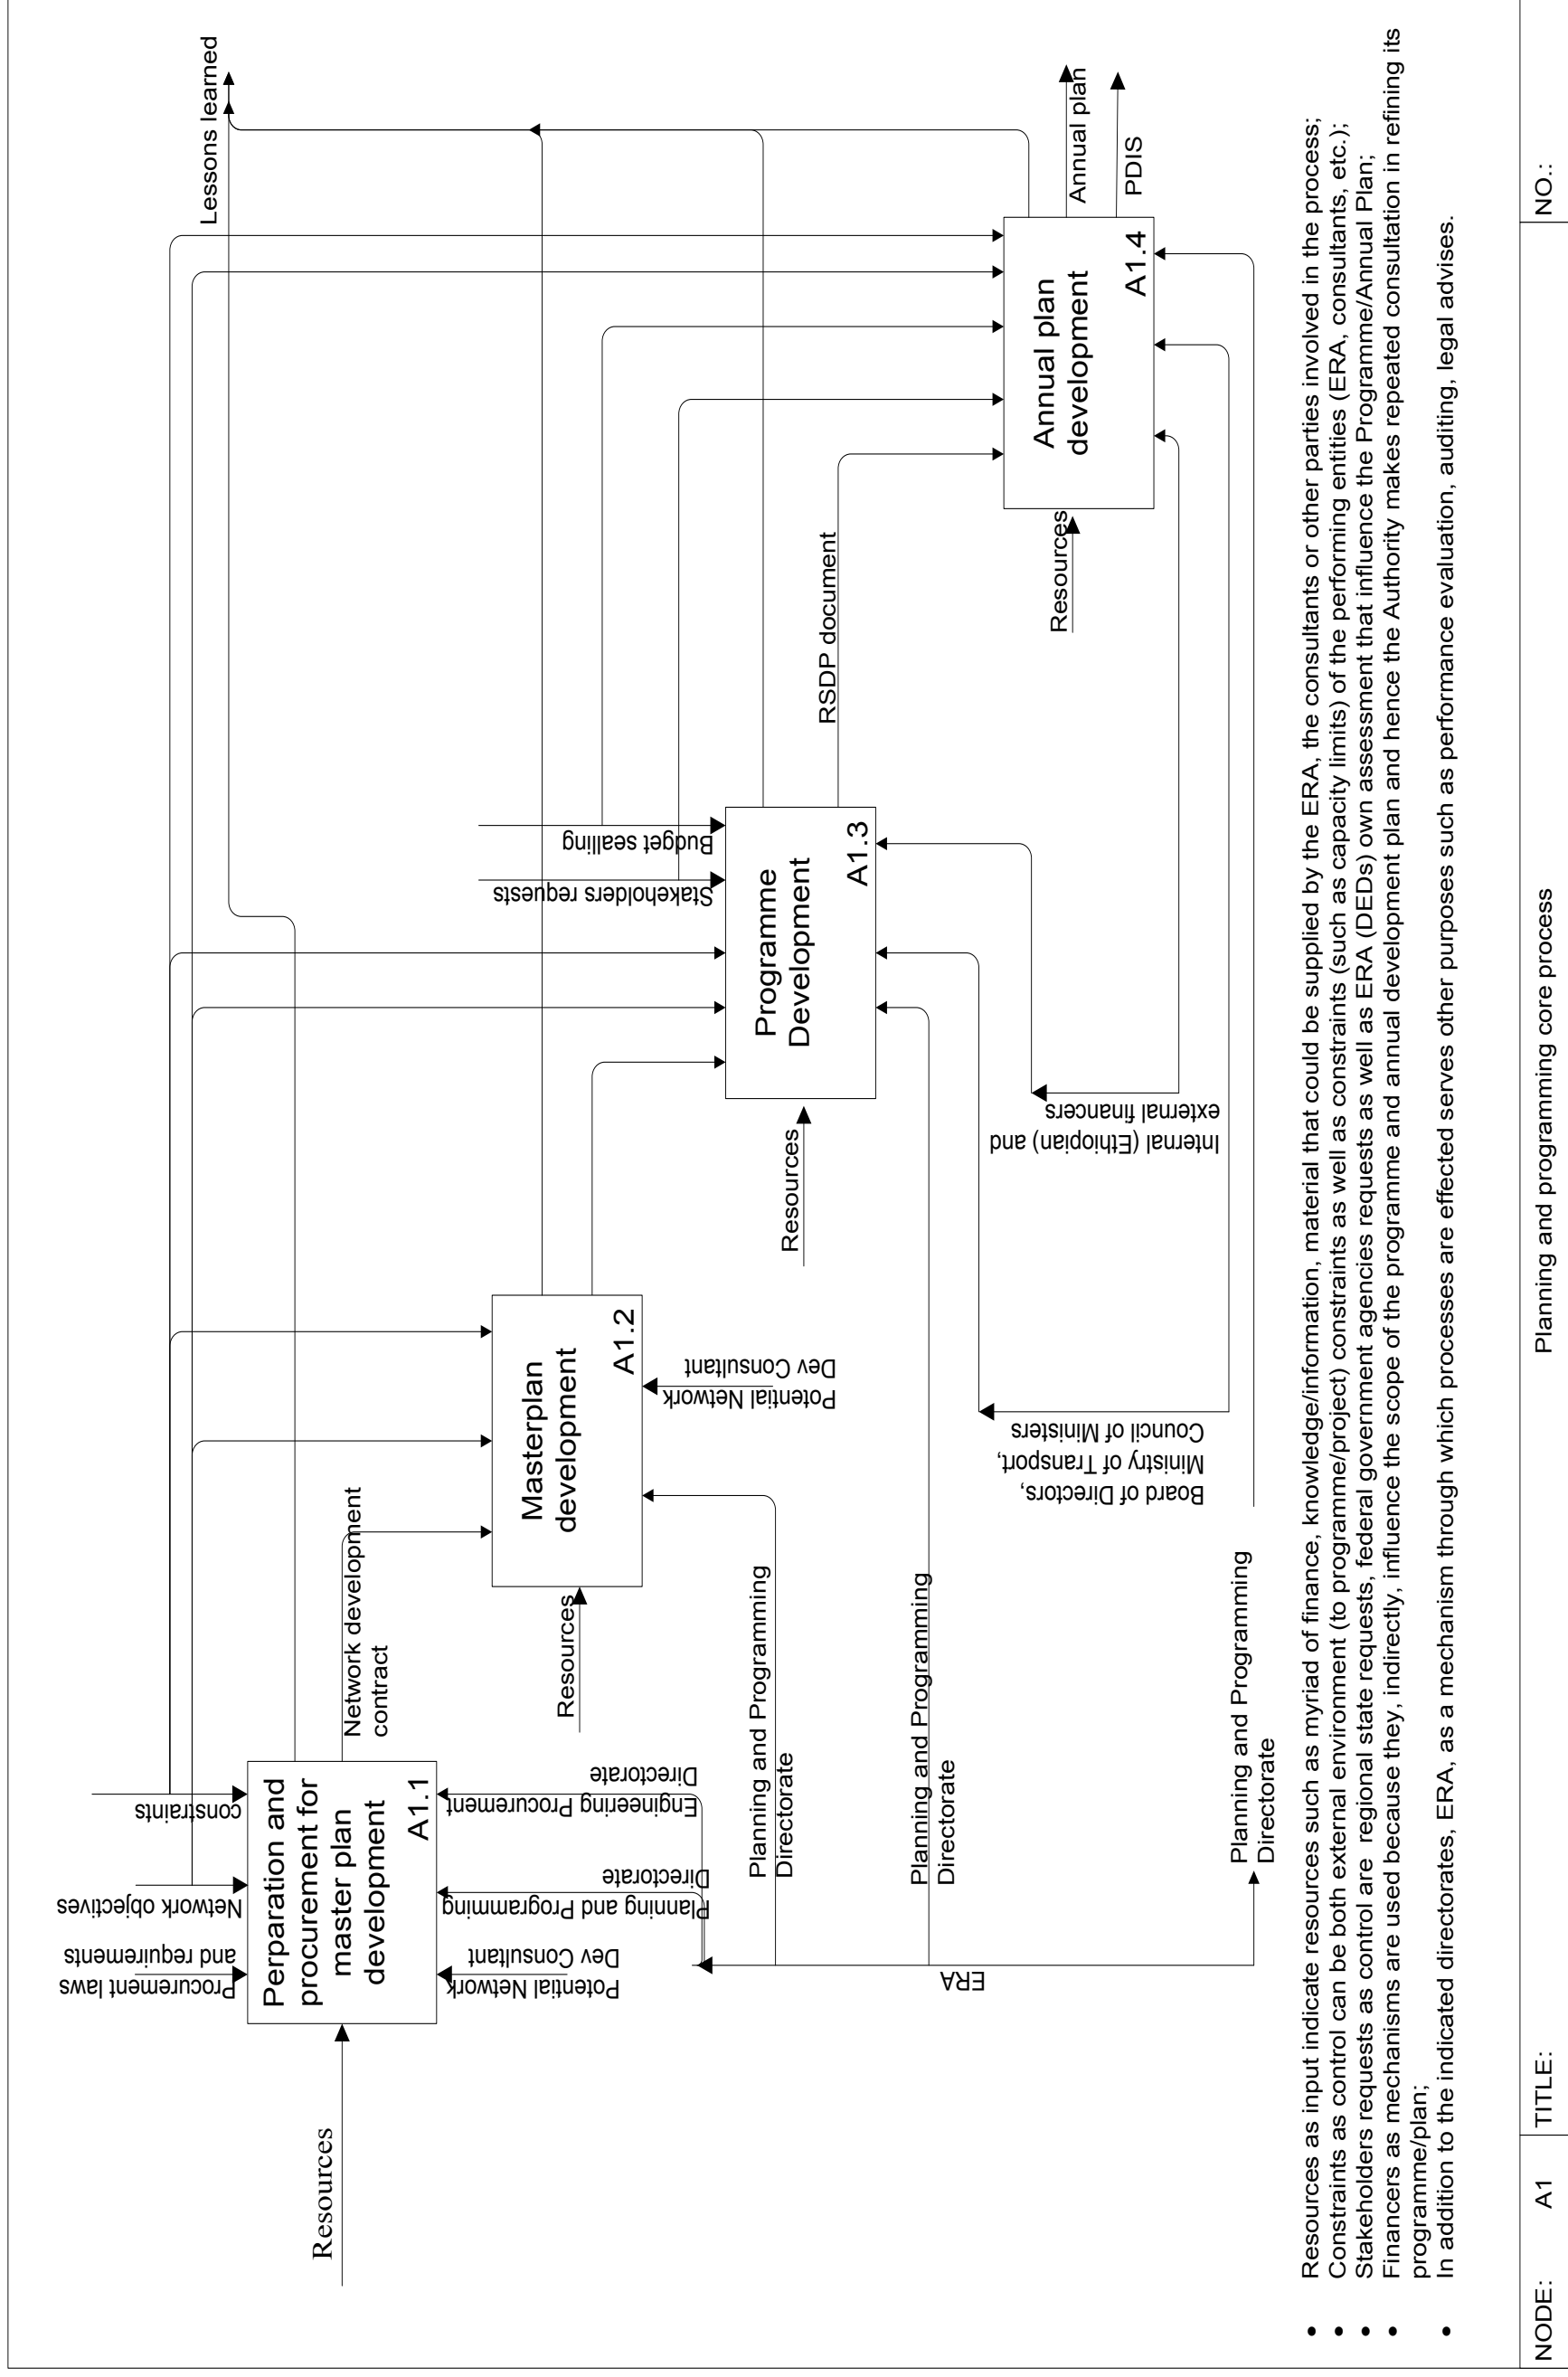 Procurement laws
and requirements
Network objectives
constraints
Lessons learned
Resources
Perparation and
procurement for
master plan
development
A1.1
Network development
contract
Potential Network
Dev Consultant
Planning and Programming
Directorate
Engineering Procurement
Directorate
Resources
Masterplan
development
A1.2
Potential Network
Dev Consultant
Stakeholders requests
Budget sealling
Resources
Programme
Development
A1.3
RSDP document
Resources
Annual plan
development
A1.4
Annual plan
PDIS
Planning and Programming
Directorate
Planning and Programming
Directorate
ERA
Board of Directors,
Ministry of Transport,
Council of Ministers
Internal (Ethiopian) and
external financers
Planning and Programming
Directorate
• Resources as input indicate resources such as myriad of finance, knowledge/information, material that could be supplied by the ERA, the consultants or other parties involved in the process;
• Constraints as control can be both external environment (to programme/project) constraints as well as constraints (such as capacity limits) of the performing entities (ERA, consultants, etc.);
• Stakeholders requests as control are regional state requests, federal government agencies requests as well as ERA (DEDs) own assessment that influence the Programme/Annual Plan;
• Financers as mechanisms are used because they, indirectly, influence the scope of the programme and annual development plan and hence the Authority makes repeated consultation in refining its
programme/plan;
• In addition to the indicated directorates, ERA, as a mechanism through which processes are effected serves other purposes such as performance evaluation, auditing, legal advises.
NODE: A1
TITLE:
Planning and programming core process
NO.: